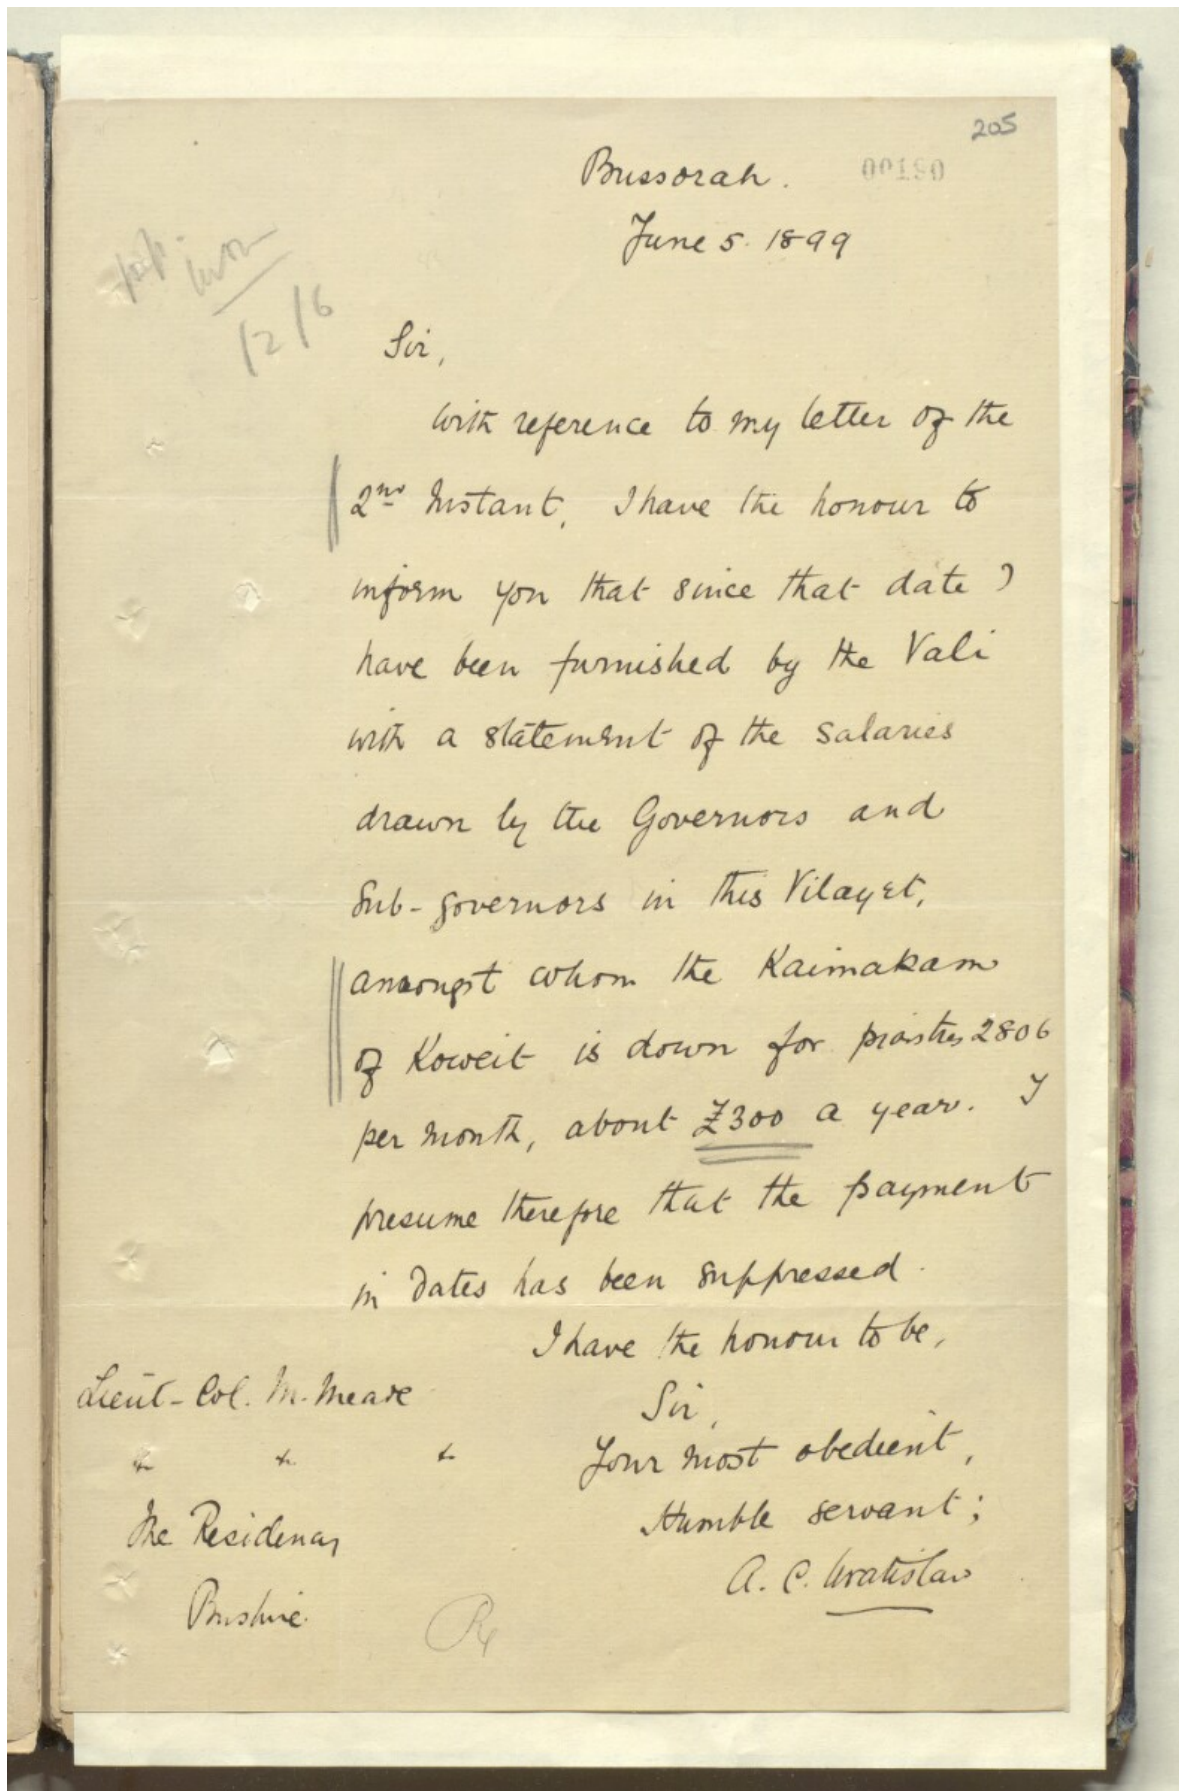 205
Bussorah.
00190
June 5. 1899
12/6
Sir,
With reference to my letter of the
2nd Instant, I have the honour to
inform you that since that date I
have been furnished by the Vali
with a statement of the salaries
drawn by the Governors and
Sub-governors in this Vilayet,
amongst whom the Kaimakam
of Koweit is down for piastres 2806
per month, about £300 a year. I
presume therefore that the payment
in dates has been suppressed.
I have the honour to be,
Sir,
Your most obedient,
Humble servant;
A. C. Wratislaw
Lieut-Col. M. Meade
& & &
The Residency
Bushire.